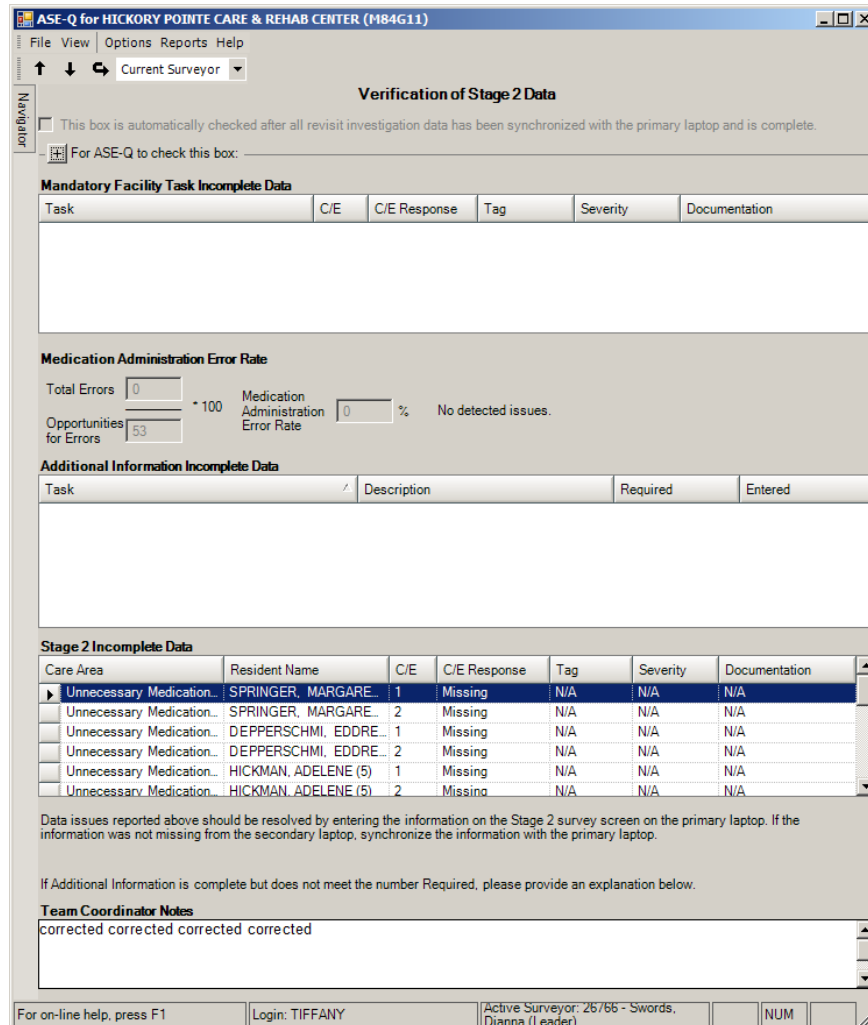 ASE-Q for HICKORY POINTE CARE & REHAB CENTER (M84G11)
File View Options Reports Help
Current Surveyor
Navigator
Verification of Stage 2 Data
This box is automatically checked after all revisit investigation data has been synchronized with the primary laptop and is complete.
For ASE-Q to check this box:
Mandatory Facility Task Incomplete Data
Task C/E C/E Response Tag Severity Documentation
Medication Administration Error Rate
Total Errors 0
* 100
Opportunities for Errors 53
Medication Administration Error Rate 0 % No detected issues.
Additional Information Incomplete Data
Task Description Required Entered
Stage 2 Incomplete Data
Care Area Resident Name C/E C/E Response Tag Severity Documentation
Unnecessary Medication... SPRINGER, MARGARE... 1 Missing N/A N/A N/A
Unnecessary Medication... SPRINGER, MARGARE... 2 Missing N/A N/A N/A
Unnecessary Medication... DEPPERSCHMI, EDDRE... 1 Missing N/A N/A N/A
Unnecessary Medication... DEPPERSCHMI, EDDRE... 2 Missing N/A N/A N/A
Unnecessary Medication... HICKMAN, ADELENE (5) 1 Missing N/A N/A N/A
Unnecessary Medication... HICKMAN, ADELENE (5) 2 Missing N/A N/A N/A
Data issues reported above should be resolved by entering the information on the Stage 2 survey screen on the primary laptop. If the
information was not missing from the secondary laptop, synchronize the information with the primary laptop.
If Additional Information is complete but does not meet the number Required, please provide an explanation below.
Team Coordinator Notes
corrected corrected corrected corrected
For on-line help, press F1 Login: TIFFANY Active Surveyor: 26766 - Swords, Dianna (Leader) NUM